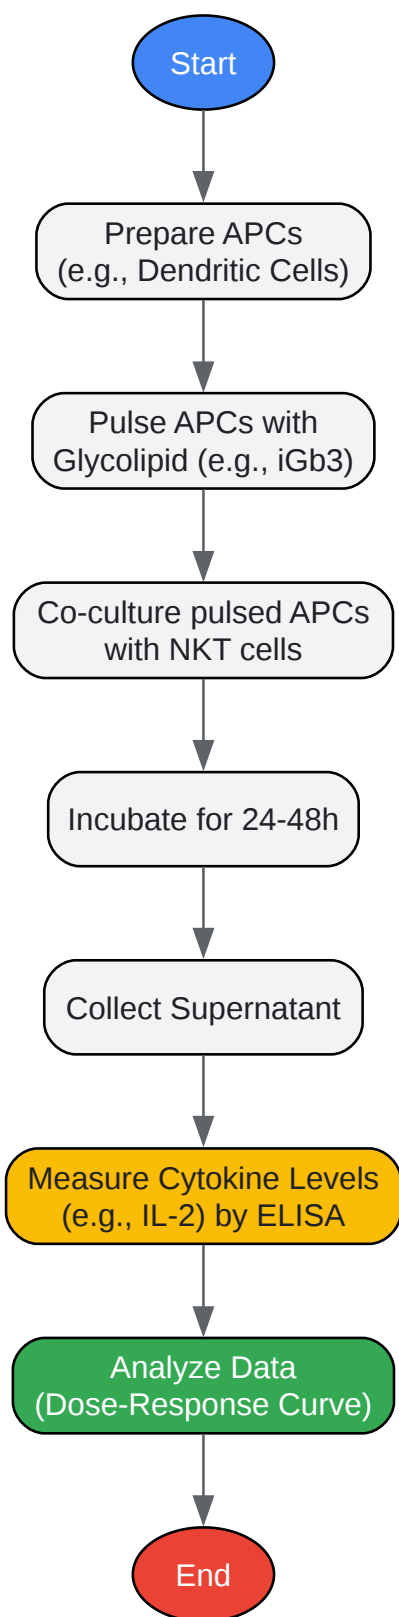 Start
Prepare APCs
(e.g., Dendritic Cells)
Pulse APCs with
Glycolipid (e.g., iGb3)
Co-culture pulsed APCs
with NKT cells
Incubate for 24-48h
Collect Supernatant
Measure Cytokine Levels
(e.g., IL-2) by ELISA
Analyze Data
(Dose-Response Curve)
End